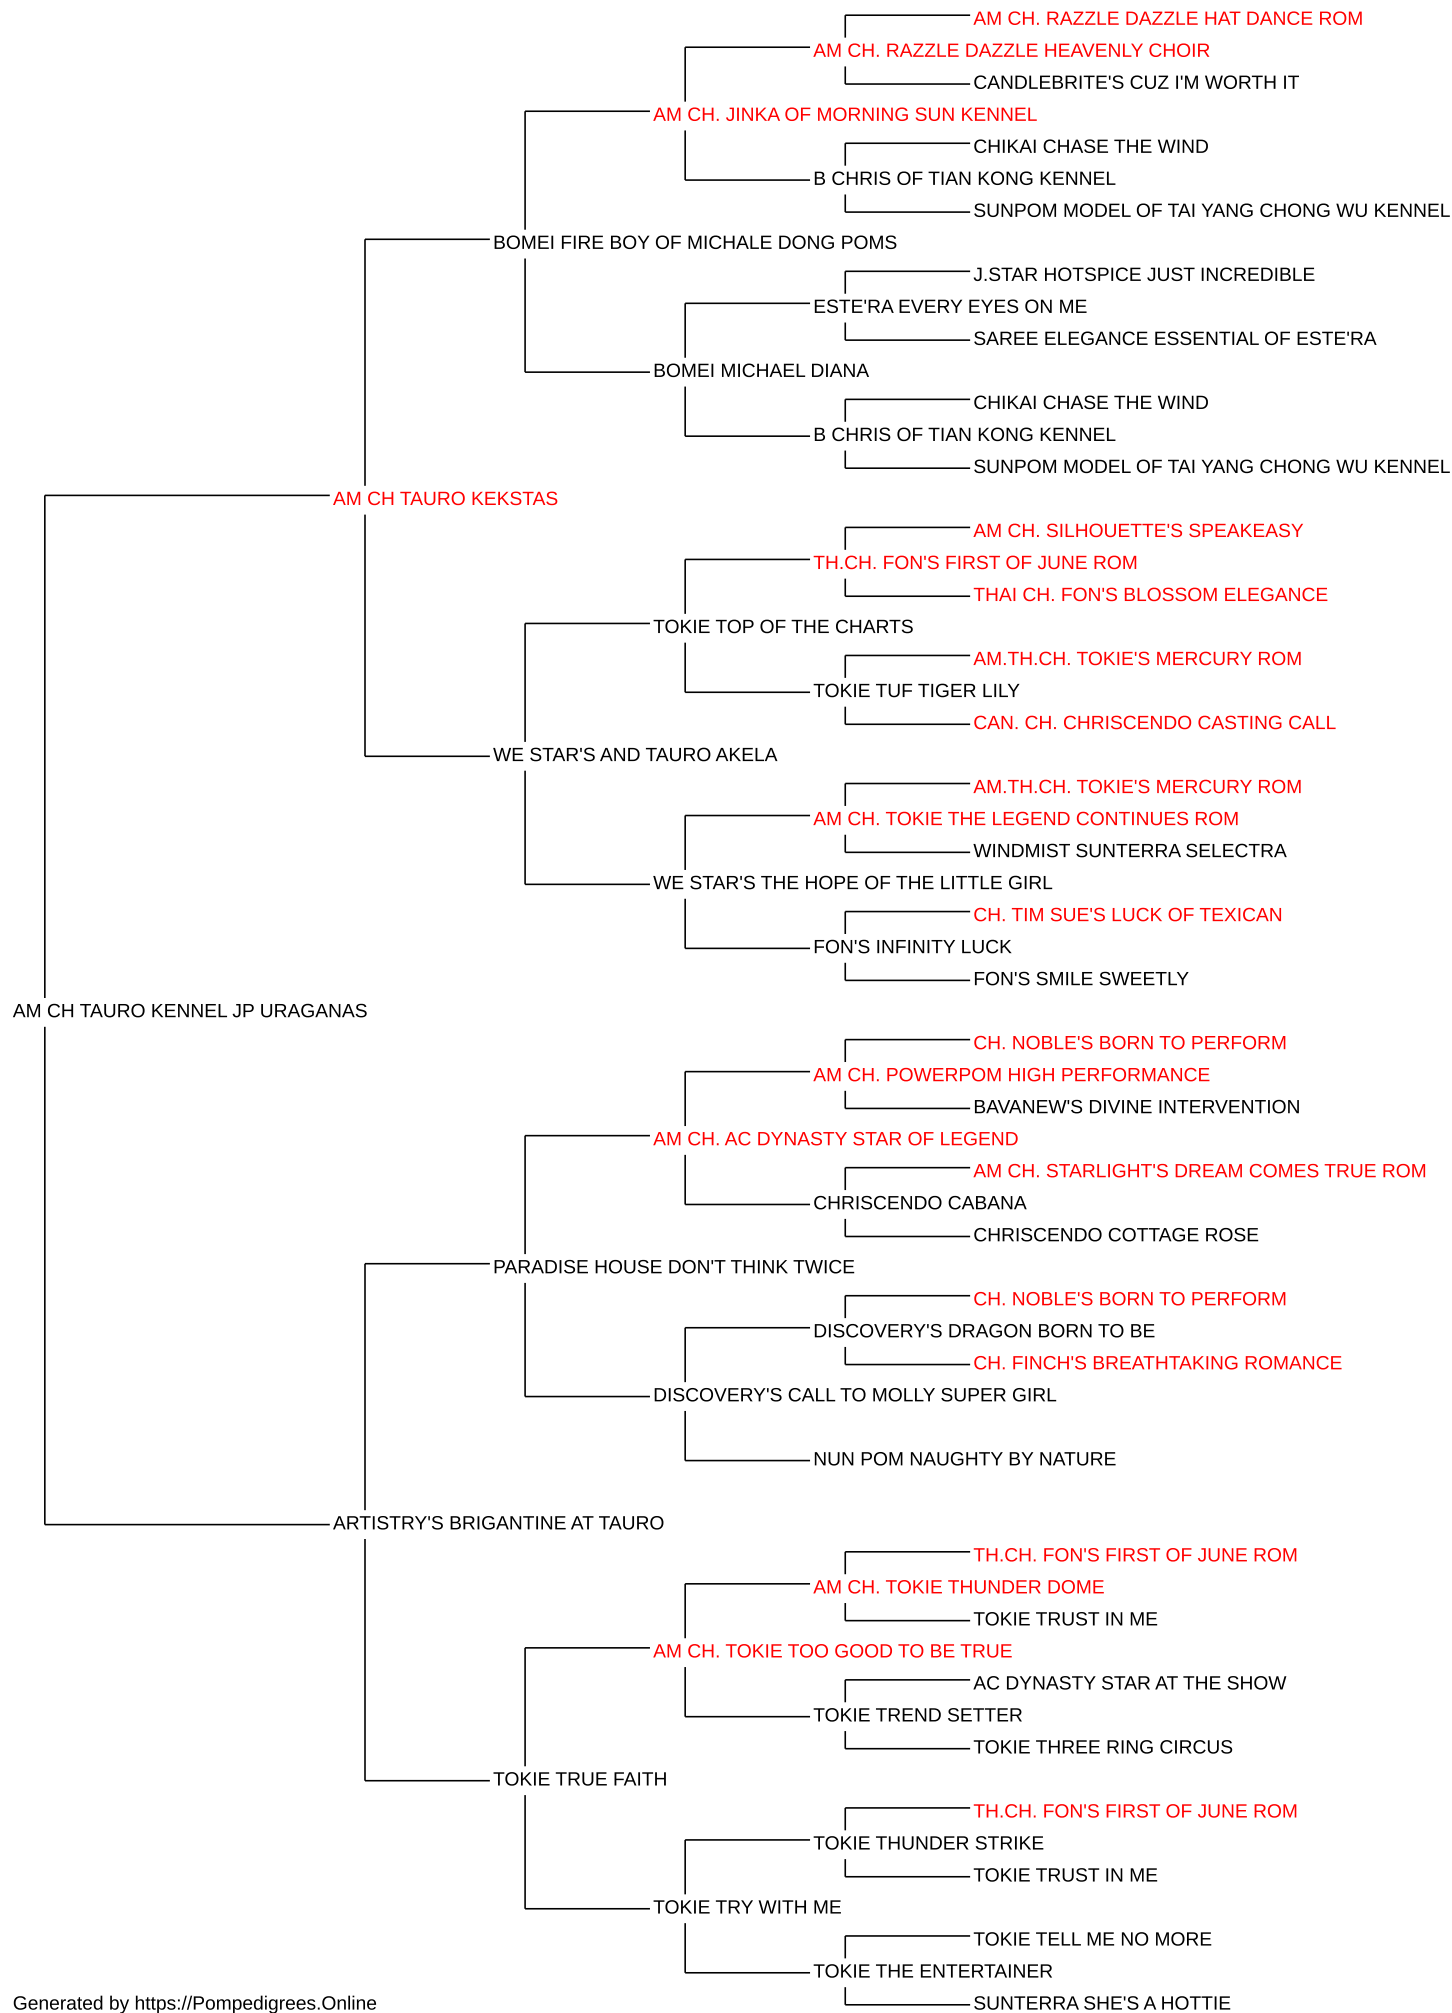 AM CH. RAZZLE DAZZLE HAT DANCE ROM
AM CH. RAZZLE DAZZLE HEAVENLY CHOIR
CANDLEBRITE'S CUZ I'M WORTH IT
AM CH. JINKA OF MORNING SUN KENNEL
CHIKAI CHASE THE WIND
B CHRIS OF TIAN KONG KENNEL
SUNPOM MODEL OF TAI YANG CHONG WU KENNEL
BOMEI FIRE BOY OF MICHALE DONG POMS
J.STAR HOTSPICE JUST INCREDIBLE
ESTE'RA EVERY EYES ON ME
SAREE ELEGANCE ESSENTIAL OF ESTE'RA
BOMEI MICHAEL DIANA
CHIKAI CHASE THE WIND
B CHRIS OF TIAN KONG KENNEL
SUNPOM MODEL OF TAI YANG CHONG WU KENNEL
AM CH TAURO KEKSTAS
AM CH. SILHOUETTE'S SPEAKEASY
TH.CH. FON'S FIRST OF JUNE ROM
THAI CH. FON'S BLOSSOM ELEGANCE
TOKIE TOP OF THE CHARTS
AM.TH.CH. TOKIE'S MERCURY ROM
TOKIE TUF TIGER LILY
CAN. CH. CHRISCENDO CASTING CALL
WE STAR'S AND TAURO AKELA
AM.TH.CH. TOKIE'S MERCURY ROM
AM CH. TOKIE THE LEGEND CONTINUES ROM
WINDMIST SUNTERRA SELECTRA
WE STAR'S THE HOPE OF THE LITTLE GIRL
CH. TIM SUE'S LUCK OF TEXICAN
FON'S INFINITY LUCK
FON'S SMILE SWEETLY
AM CH TAURO KENNEL JP URAGANAS
CH. NOBLE'S BORN TO PERFORM
AM CH. POWERPOM HIGH PERFORMANCE
BAVANEW'S DIVINE INTERVENTION
AM CH. AC DYNASTY STAR OF LEGEND
AM CH. STARLIGHT'S DREAM COMES TRUE ROM
CHRISCENDO CABANA
CHRISCENDO COTTAGE ROSE
PARADISE HOUSE DON'T THINK TWICE
CH. NOBLE'S BORN TO PERFORM
DISCOVERY'S DRAGON BORN TO BE
CH. FINCH'S BREATHTAKING ROMANCE
DISCOVERY'S CALL TO MOLLY SUPER GIRL
NUN POM NAUGHTY BY NATURE
ARTISTRY'S BRIGANTINE AT TAURO
TH.CH. FON'S FIRST OF JUNE ROM
AM CH. TOKIE THUNDER DOME
TOKIE TRUST IN ME
AM CH. TOKIE TOO GOOD TO BE TRUE
AC DYNASTY STAR AT THE SHOW
TOKIE TREND SETTER
TOKIE THREE RING CIRCUS
TOKIE TRUE FAITH
TH.CH. FON'S FIRST OF JUNE ROM
TOKIE THUNDER STRIKE
TOKIE TRUST IN ME
TOKIE TRY WITH ME
TOKIE TELL ME NO MORE
TOKIE THE ENTERTAINER
SUNTERRA SHE'S A HOTTIE
Generated by https://Pompedigrees.Online